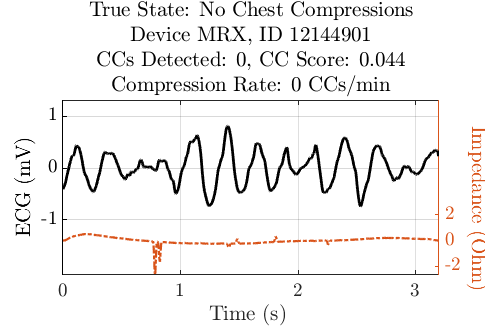 True State: No Chest Compressions
Device MRX, ID 12144901
CCs Detected: 0, CC Score: 0.044
Compression Rate: 0 CCs/min
1
0
-1
ECG (mV)
2
0
-2
Impedance (Ohm)
0
1
2
3
Time (s)